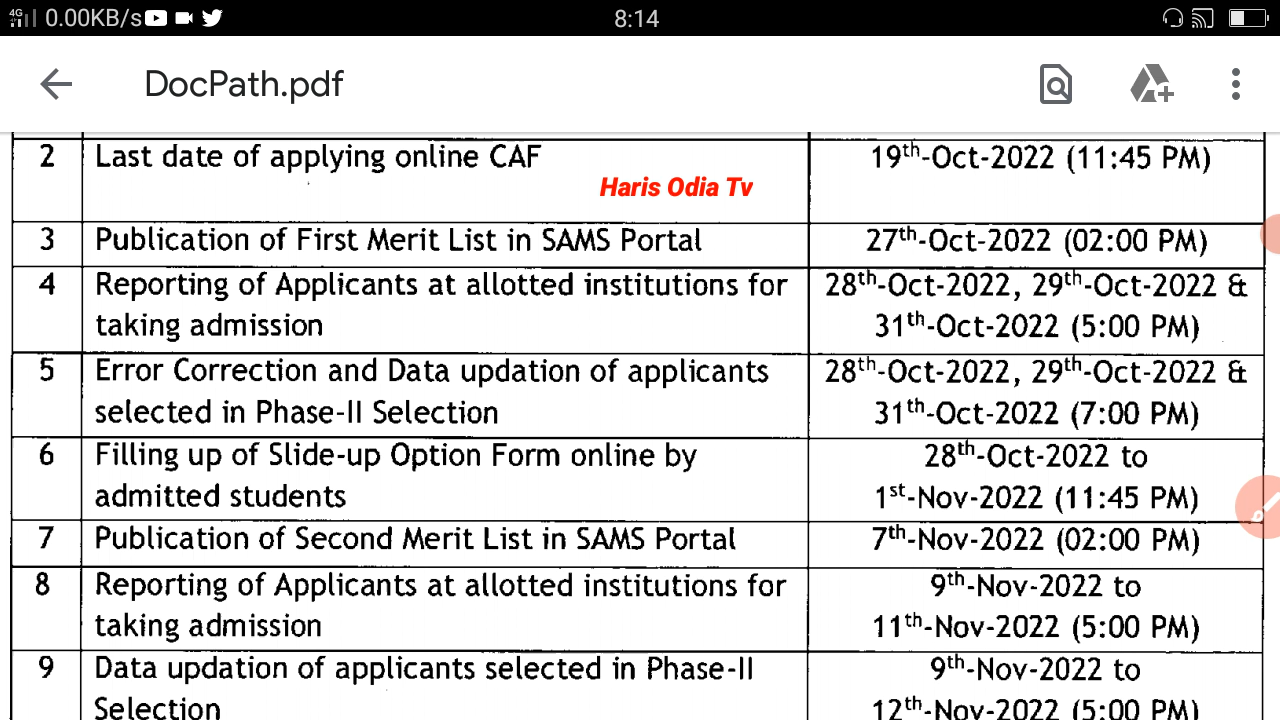 4G 0.00KB/s 8:14
DocPath.pdf
2 Last date of applying online CAF 19th-Oct-2022 (11:45 PM)
Haris Odia Tv
3 Publication of First Merit List in SAMS Portal 27th-Oct-2022 (02:00 PM)
4 Reporting of Applicants at allotted institutions for 28th-Oct-2022, 29th-Oct-2022 &
taking admission 31th-Oct-2022 (5:00 PM)
5 Error Correction and Data updation of applicants 28th-Oct-2022, 29th-Oct-2022 &
selected in Phase-II Selection 31th-Oct-2022 (7:00 PM)
6 Filling up of Slide-up Option Form online by 28th-Oct-2022 to
admitted students 1st-Nov-2022 (11:45 PM)
7 Publication of Second Merit List in SAMS Portal 7th-Nov-2022 (02:00 PM)
8 Reporting of Applicants at allotted institutions for 9th-Nov-2022 to
taking admission 11th-Nov-2022 (5:00 PM)
9 Data updation of applicants selected in Phase-II 9th-Nov-2022 to
Selection 12th-Nov-2022 (5:00 PM)